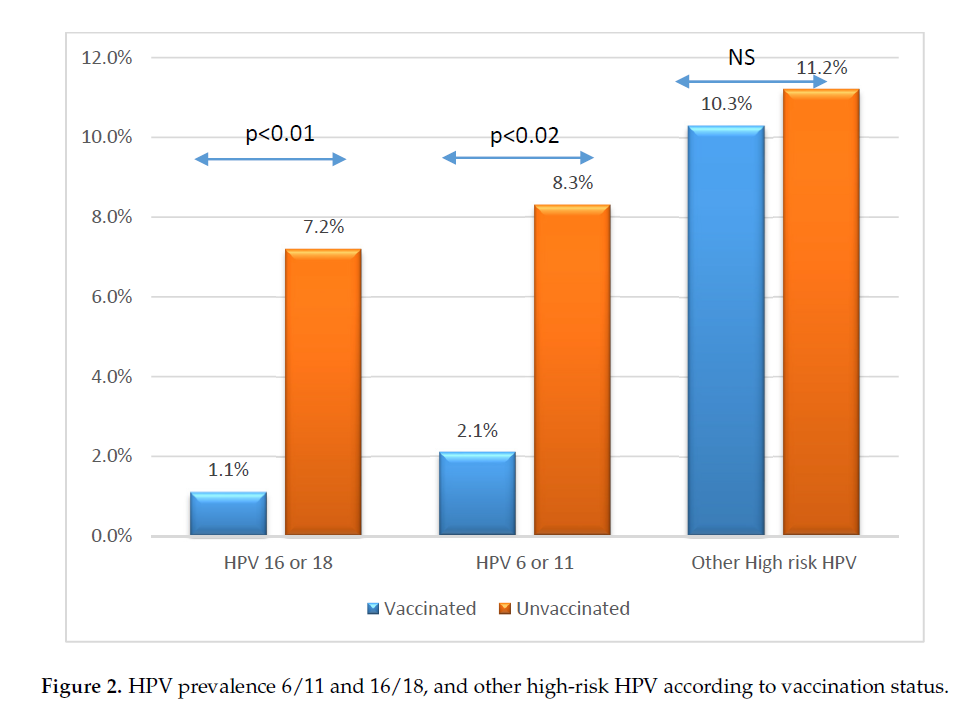 12.0%
10.0%
8.0%
6.0%
4.0%
2.0%
0.0%
p<0.01
p<0.02
NS
1.1%
7.2%
2.1%
8.3%
10.3%
11.2%
HPV 16 or 18
HPV 6 or 11
Other High risk HPV
Vaccinated Unvaccinated
Figure 2. HPV prevalence 6/11 and 16/18, and other high-risk HPV according to vaccination status.